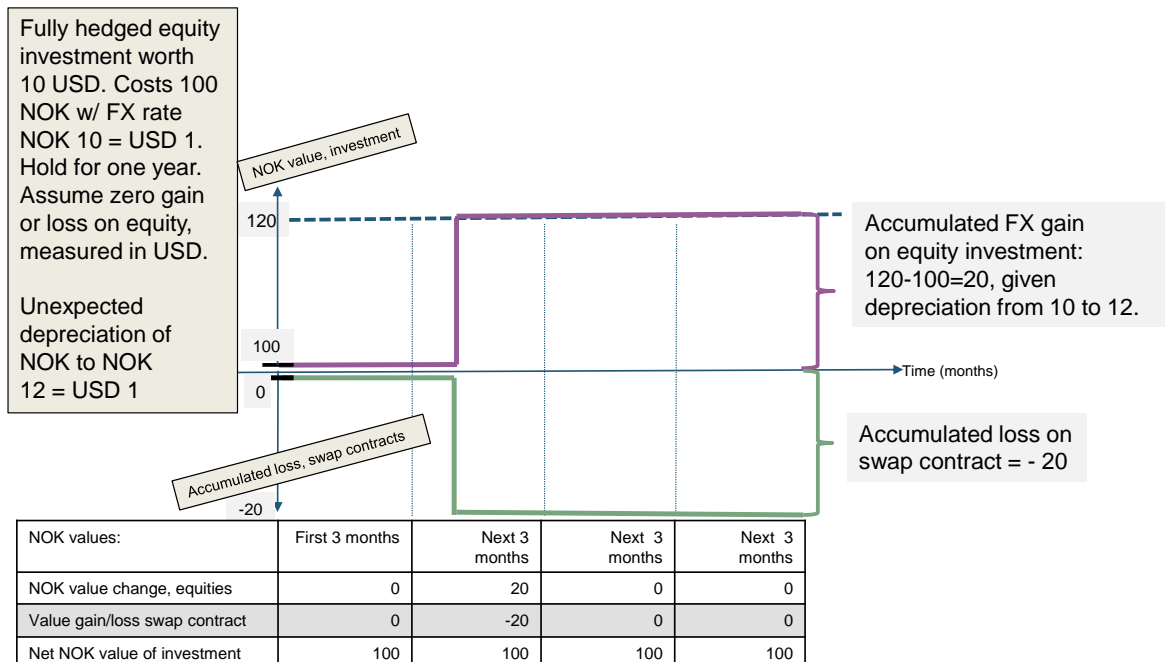 Fully hedged equity
investment worth
10 USD. Costs 100
NOK w/ FX rate
NOK 10 = USD 1.
Hold for one year.
Assume zero gain
or loss on equity,
measured in USD.
Unexpected
depreciation of
NOK to NOK
12 = USD 1
NOK value, investment
120
100
0
-20
Accumulated loss, swap contracts
Time (months)
Accumulated FX gain
on equity investment:
120-100=20, given
depreciation from 10 to 12.
Accumulated loss on
swap contract = - 20
NOK values: First 3 months Next 3 months Next 3 months Next 3 months
NOK value change, equities 0 20 0 0
Value gain/loss swap contract 0 -20 0 0
Net NOK value of investment 100 100 100 100